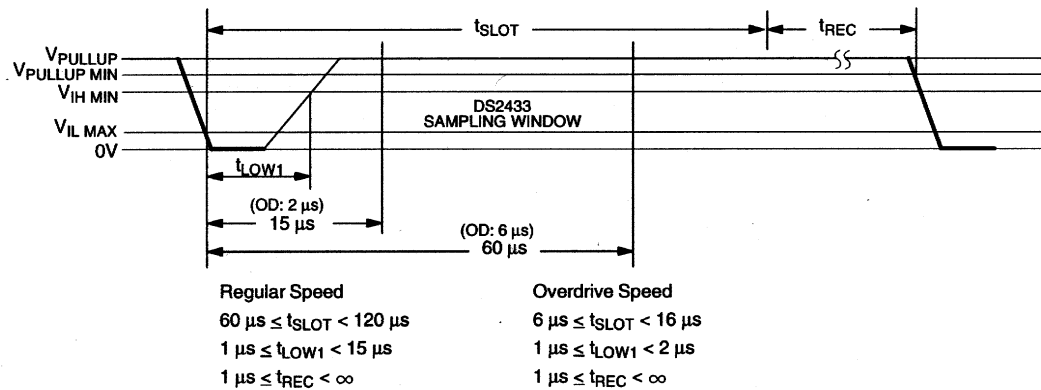 tSLOT
tREC
VPULLUP
VPULLUP MIN
VIH MIN
DS2433
SAMPLING WINDOW
VIL MAX
0V
tLOW1
(OD: 2 µs)
15 µs
(OD: 6 µs)
60 µs
Regular Speed
60 µs ≤ tSLOT < 120 µs
1 µs ≤ tLOW1 < 15 µs
1 µs ≤ tREC < ∞
Overdrive Speed
6 µs ≤ tSLOT < 16 µs
1 µs ≤ tLOW1 < 2 µs
1 µs ≤ tREC < ∞